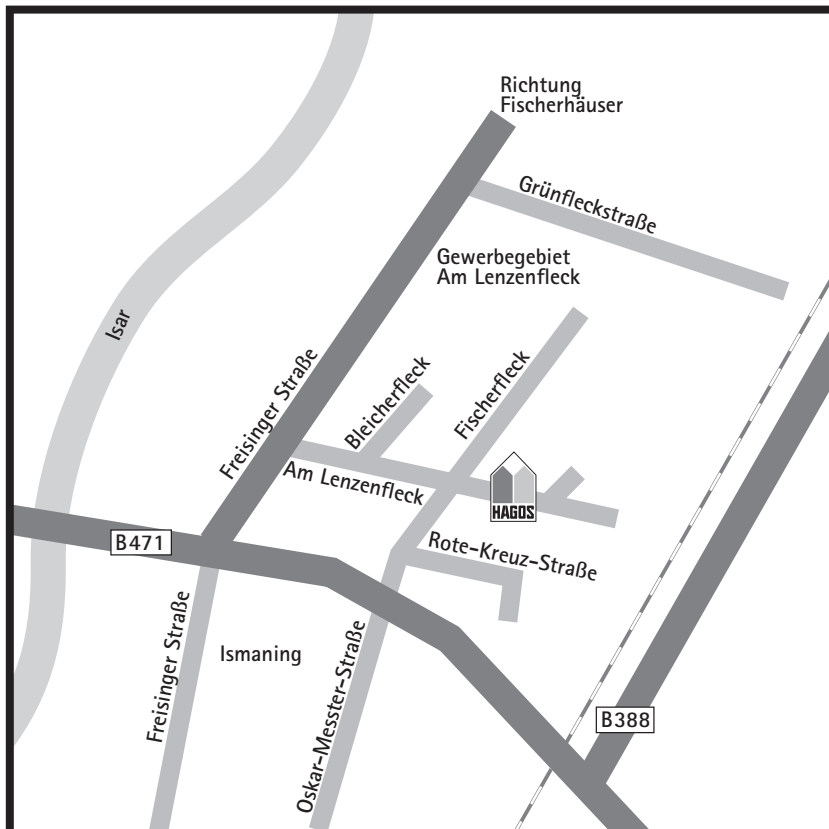 Richtung
Fischerhäuser
Grünfleckstraße
Gewerbegebiet
Am Lenzenfleck
Isar
Freisinger Straße
Bleicherfleck
Fischerfleck
Am Lenzenfleck
HAGOS
B471
Rote-Kreuz-Straße
Freisinger Straße
Ismaning
Oskar-Messter-Straße
B388